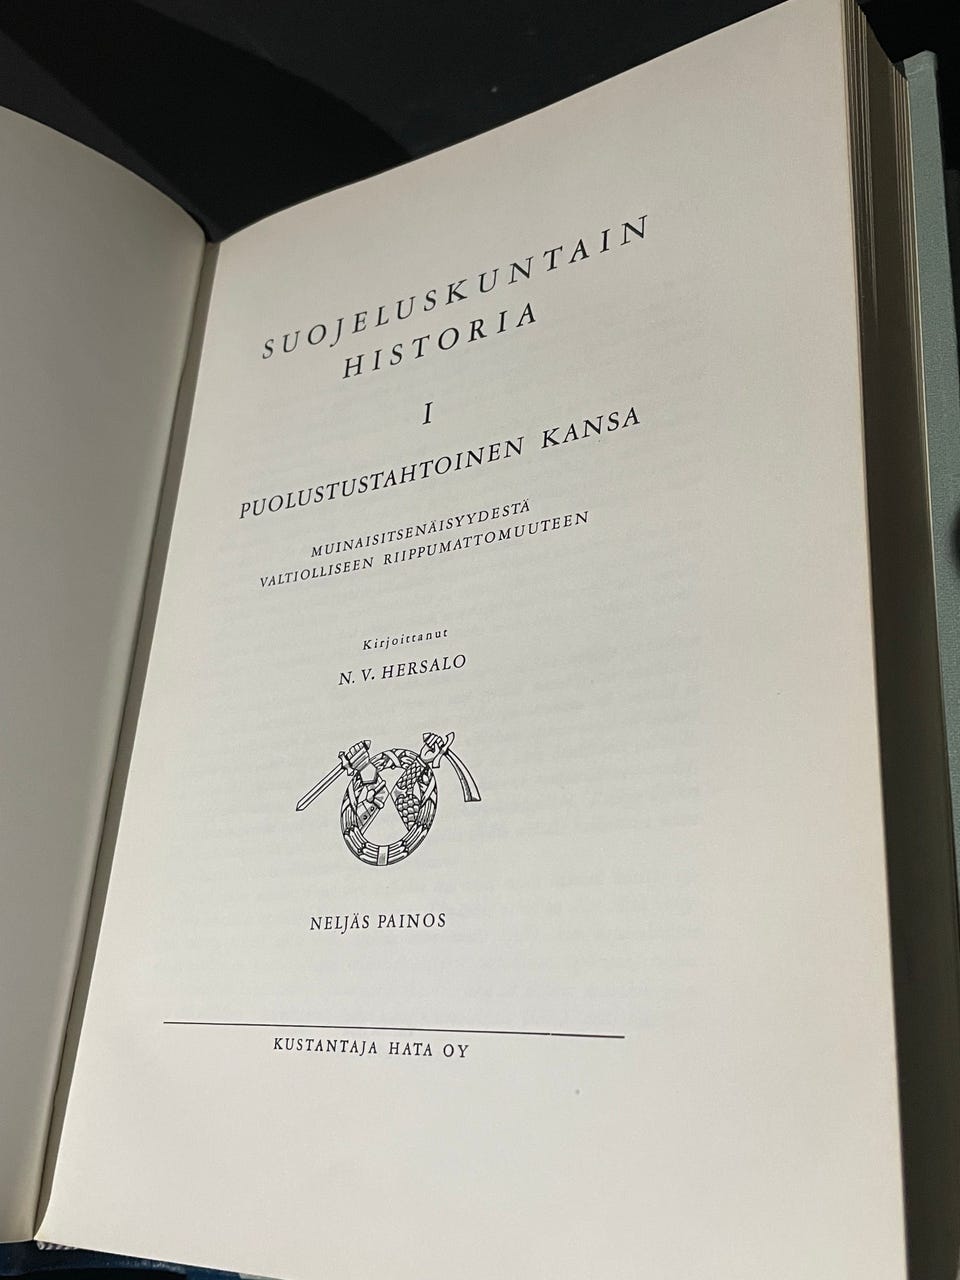 SUOJELUSKUNTAIN
HISTORIA
I
PUOLUSTUSTAHTOINEN KANSA
MUINAISITSENÄISYYDESTÄ
VALTIOLLISEEN RIIPPUMATTOMUUTEEN
Kirjoittanut
N. V. HERSALO
NELJÄS PAINOS
KUSTANTAJA HATA OY